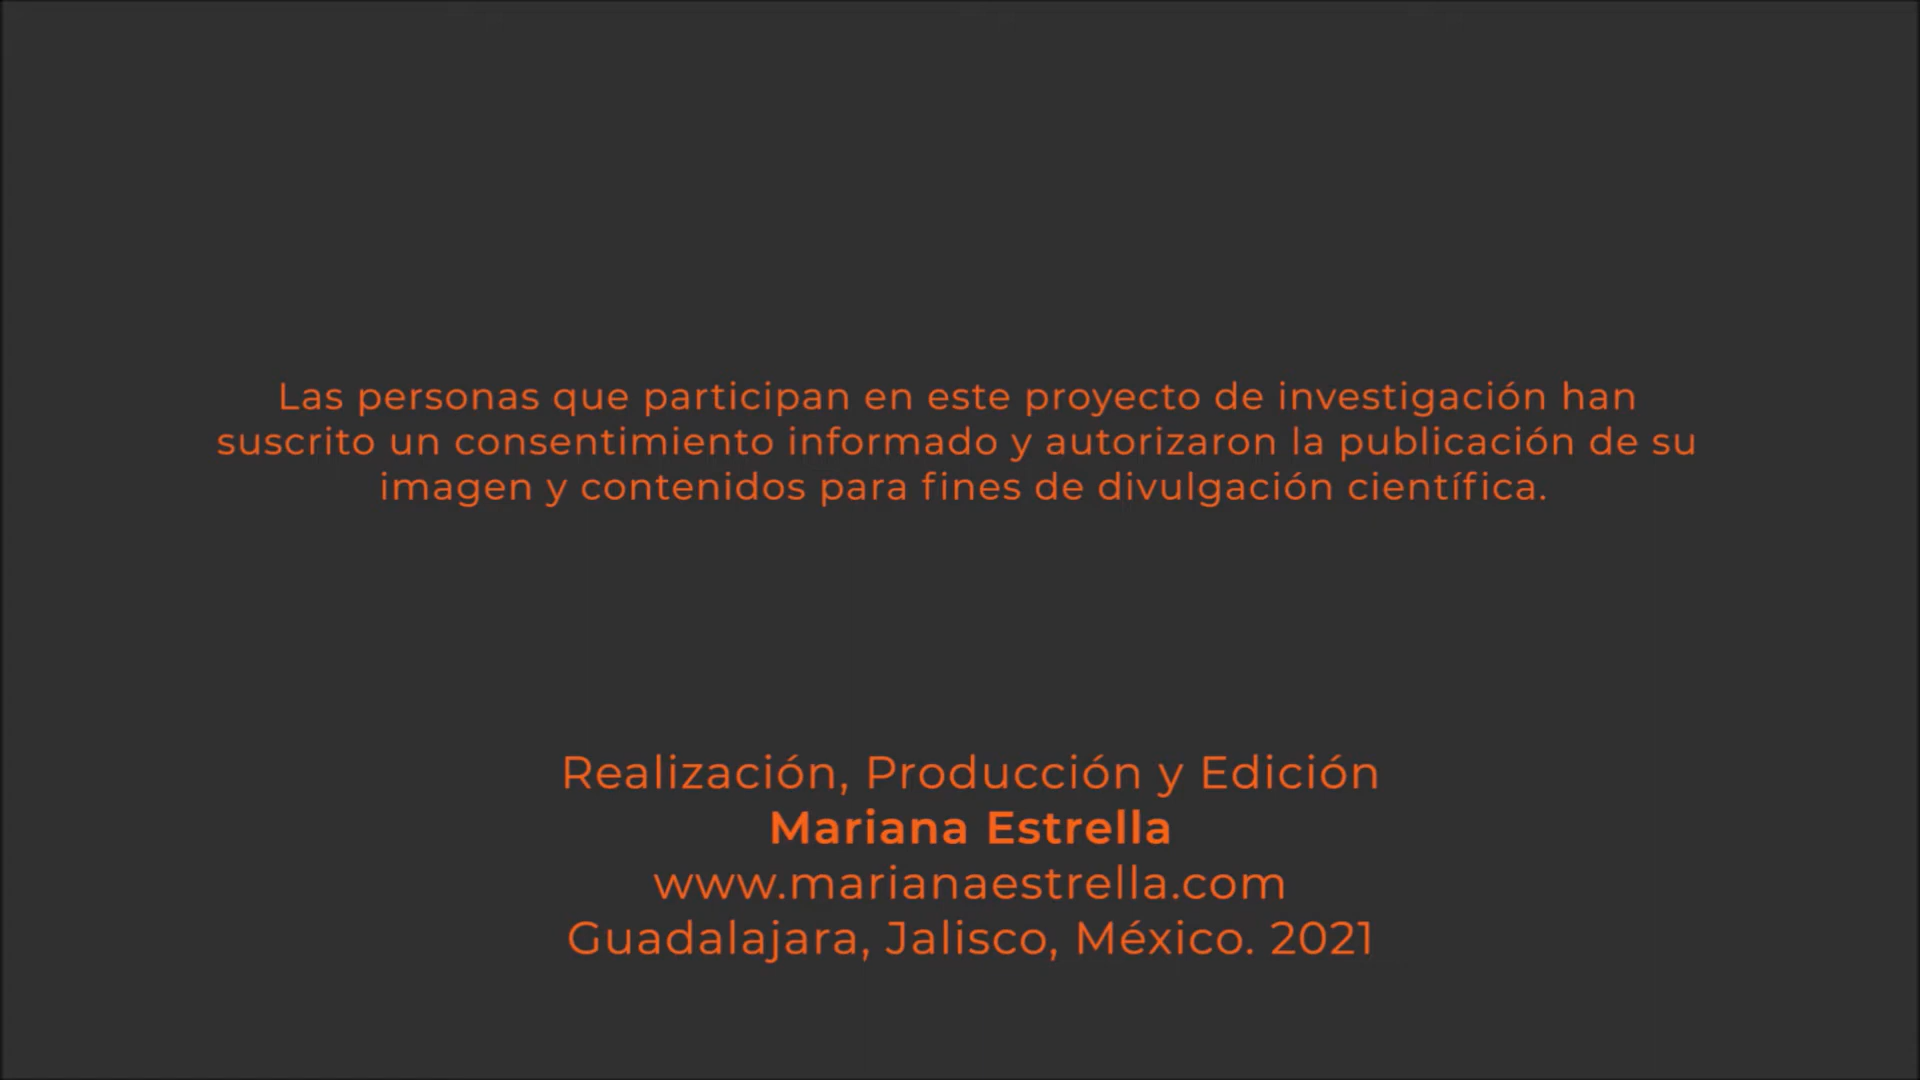 Las personas que participan en este proyecto de investigación han
suscrito un consentimiento informado y autorizaron la publicación de su
imagen y contenidos para fines de divulgación científica.
Realización, Producción y Edición
Mariana Estrella
www.marianaestrella.com
Guadalajara, Jalisco, México. 2021